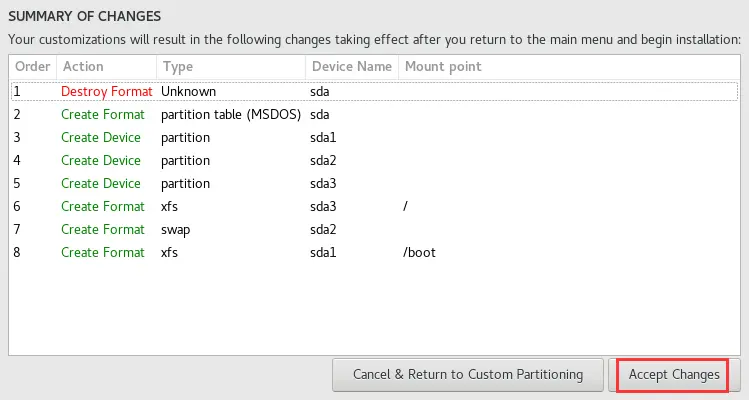 SUMMARY OF CHANGES
Your customizations will result in the following changes taking effect after you return to the main menu and begin installation:
Order Action Type Device Name Mount point
1 Destroy Format Unknown sda
2 Create Format partition table (MSDOS) sda
3 Create Device partition sda1
4 Create Device partition sda2
5 Create Device partition sda3
6 Create Format xfs sda3 /
7 Create Format swap sda2
8 Create Format xfs sda1 /boot
Cancel & Return to Custom Partitioning Accept Changes